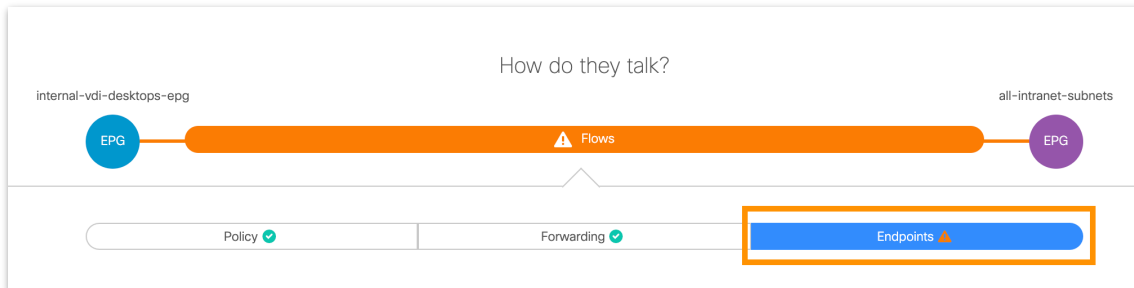 How do they talk?
internal-vdi-desktops-epg
all-intranet-subnets
EPG
Flows
EPG
Policy
Forwarding
Endpoints